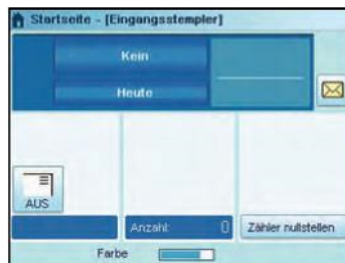 Startseite - [Eingangsstempler]
Kein
Heute
AUS
Anzahl: 0
Zähler nullstellen
Farbe